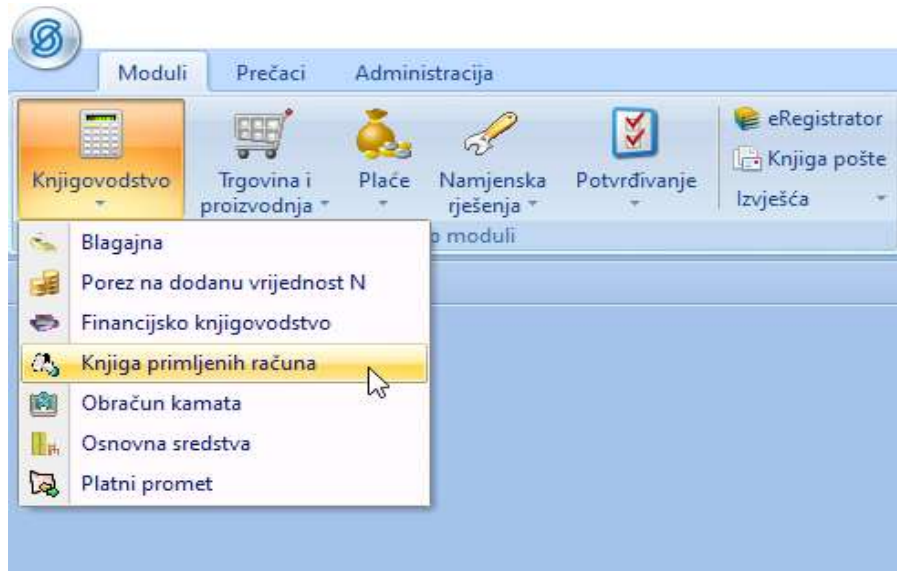 Moduli Prečaci Administracija
Knjigovodstvo
Trgovina i
proizvodnja
Plaće
Namjenska
rješenja
Potvrđivanje
eRegistrator
Knjiga pošte
Izvješća
moduli
Blagajna
Porez na dodanu vrijednost N
Financijsko knjigovodstvo
Knjiga primljenih računa
Obračun kamata
Osnovna sredstva
Platni promet